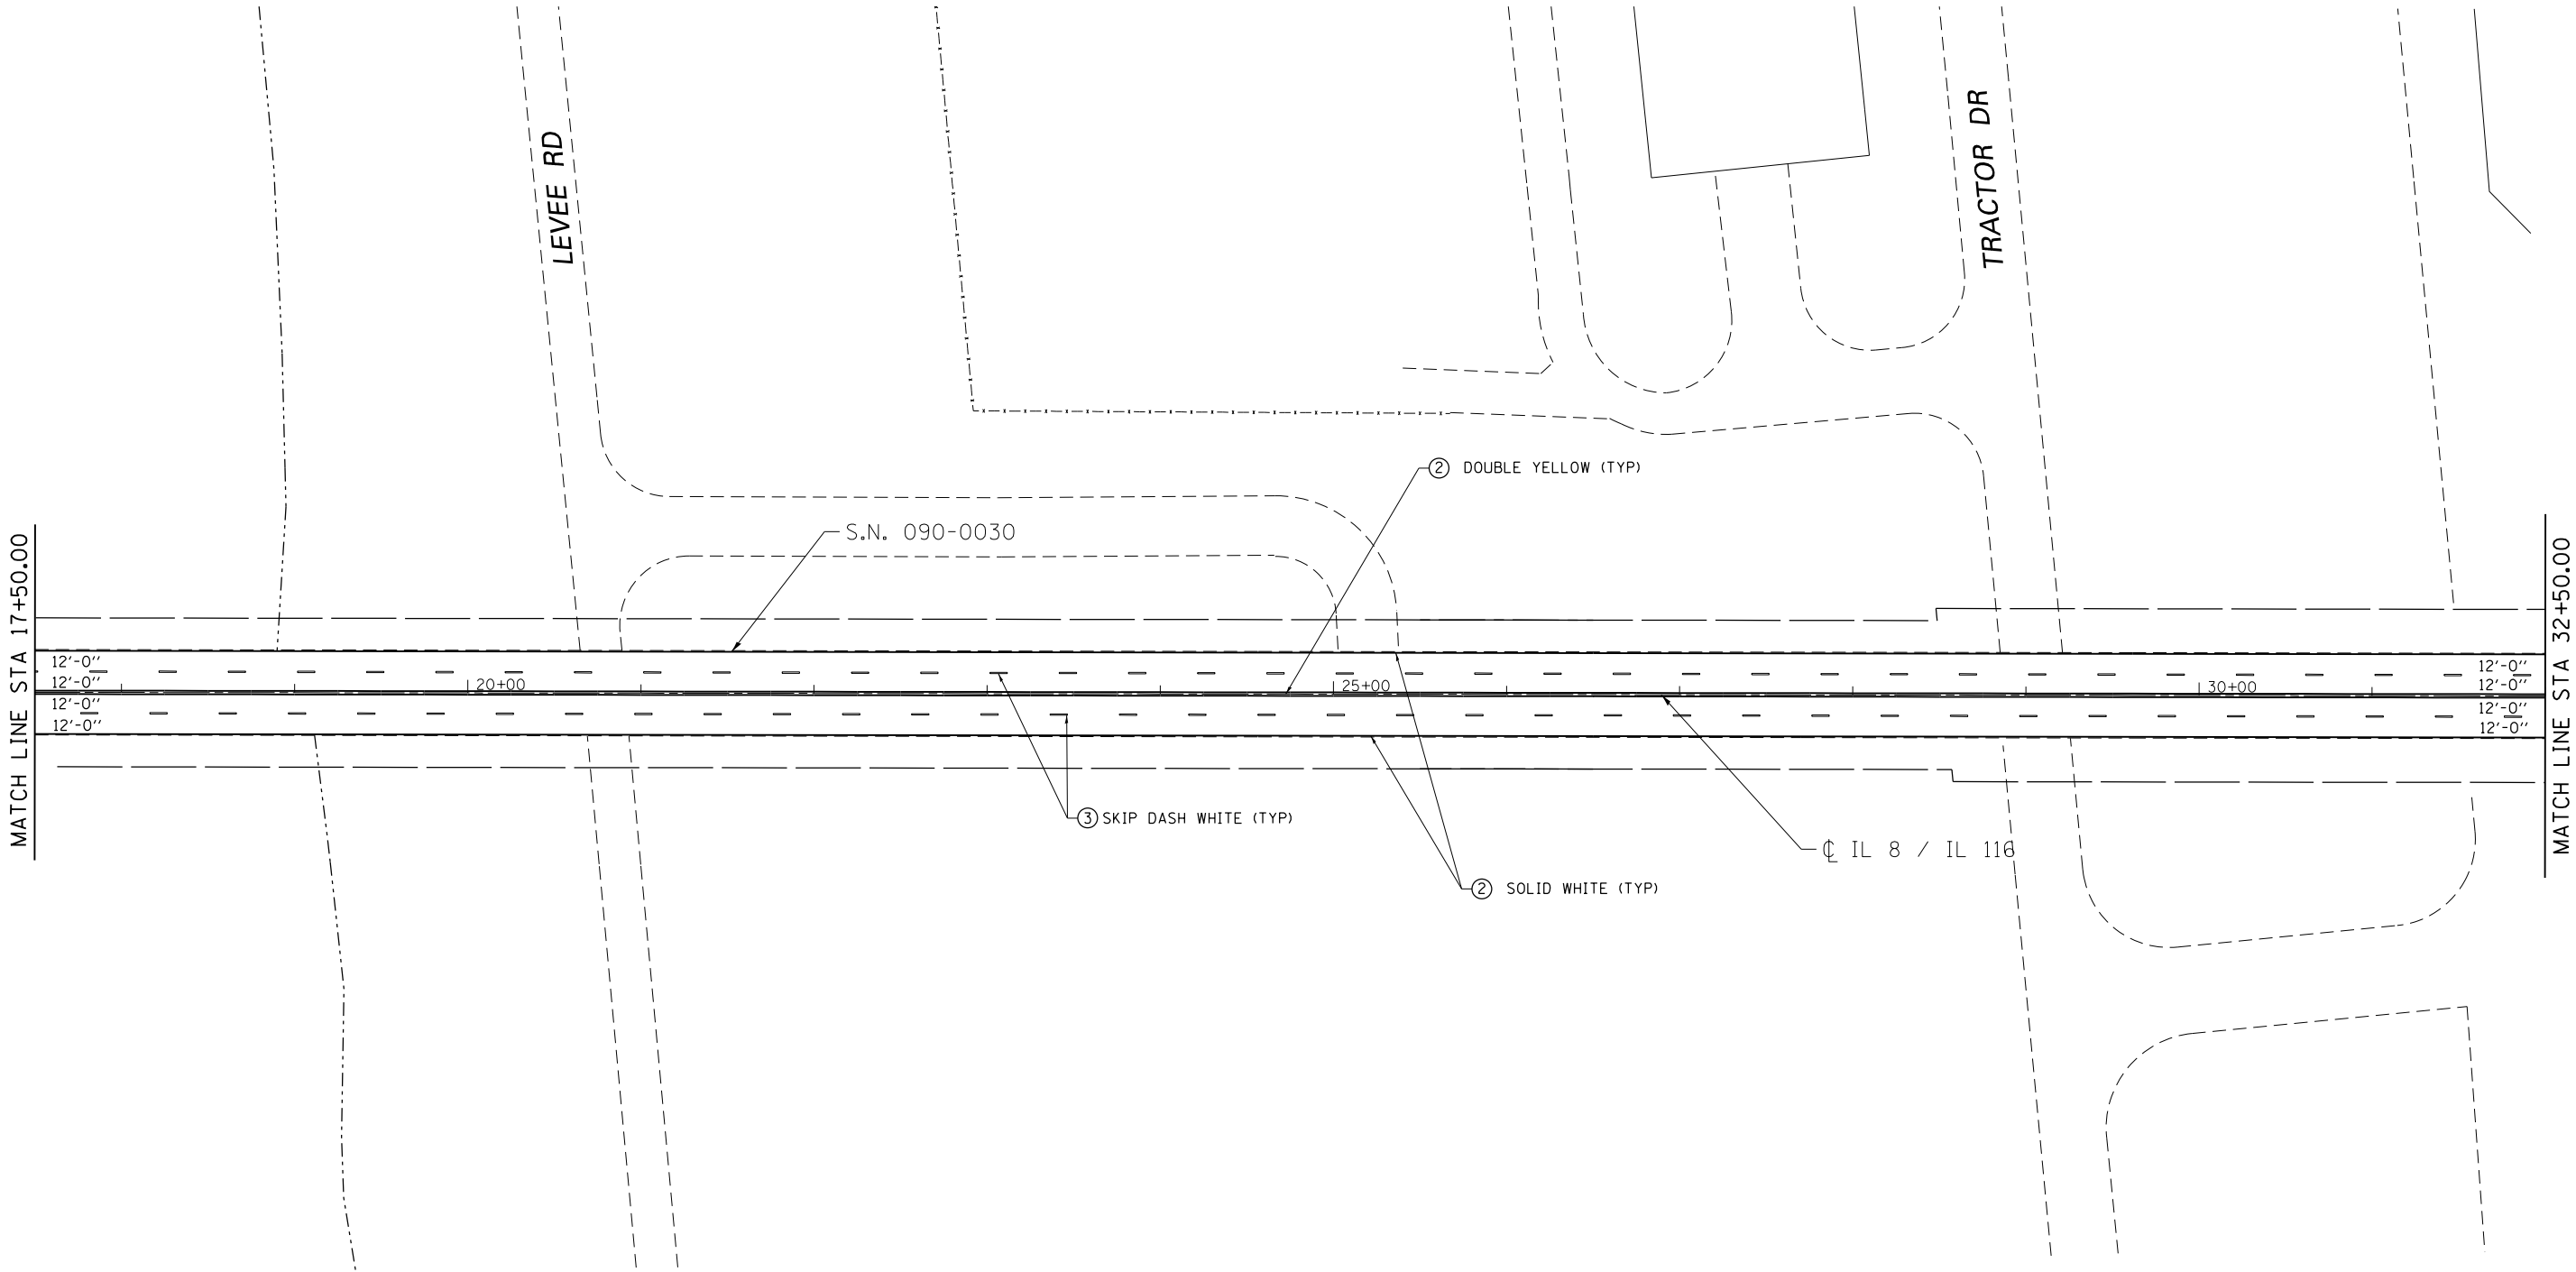 LEVEE RD
TRACTOR DR
② DOUBLE YELLOW (TYP)
S.N. 090-0030
MATCH LINE STA 17+50.00
MATCH LINE STA 32+50.00
12'-0''
12'-0''
12'-0''
12'-0''
20+00
25+00
30+00
12'-0''
12'-0''
12'-0''
12'-0''
③ SKIP DASH WHITE (TYP)
℄ IL 8 / IL 116
② SOLID WHITE (TYP)